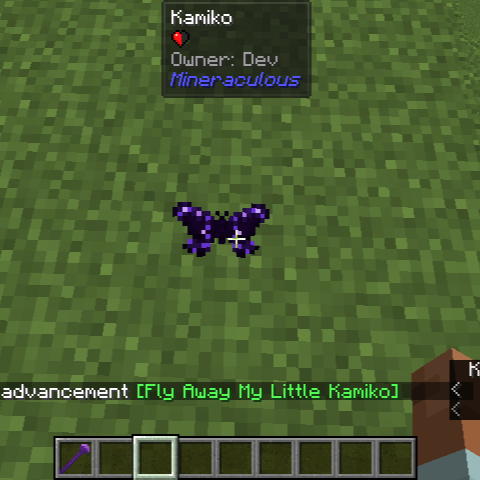 Kamiko
Owner: Dev
Mineraculous
advancement [Fly Away My Little Kamiko]
K
<
<